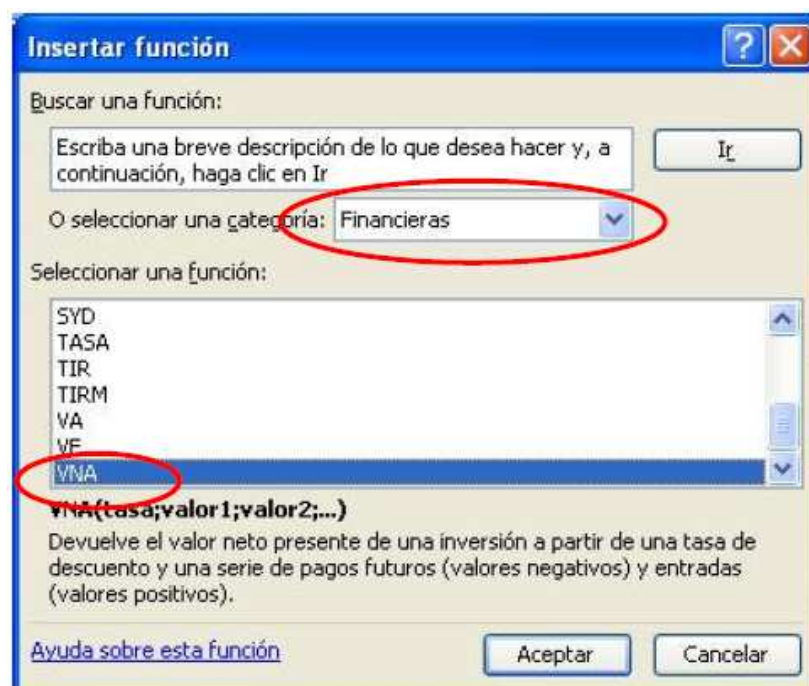 Insertar función
Buscar una función:
Escriba una breve descripción de lo que desea hacer y, a
continuación, haga clic en Ir
Ir
O seleccionar una categoría: Financieras
Seleccionar una función:
SYD
TASA
TIR
TIRM
VA
VF
VNA
VNA(tasa;valor1;valor2;...)
Devuelve el valor neto presente de una inversión a partir de una tasa de
descuento y una serie de pagos futuros (valores negativos) y entradas
(valores positivos).
Ayuda sobre esta función
Aceptar
Cancelar